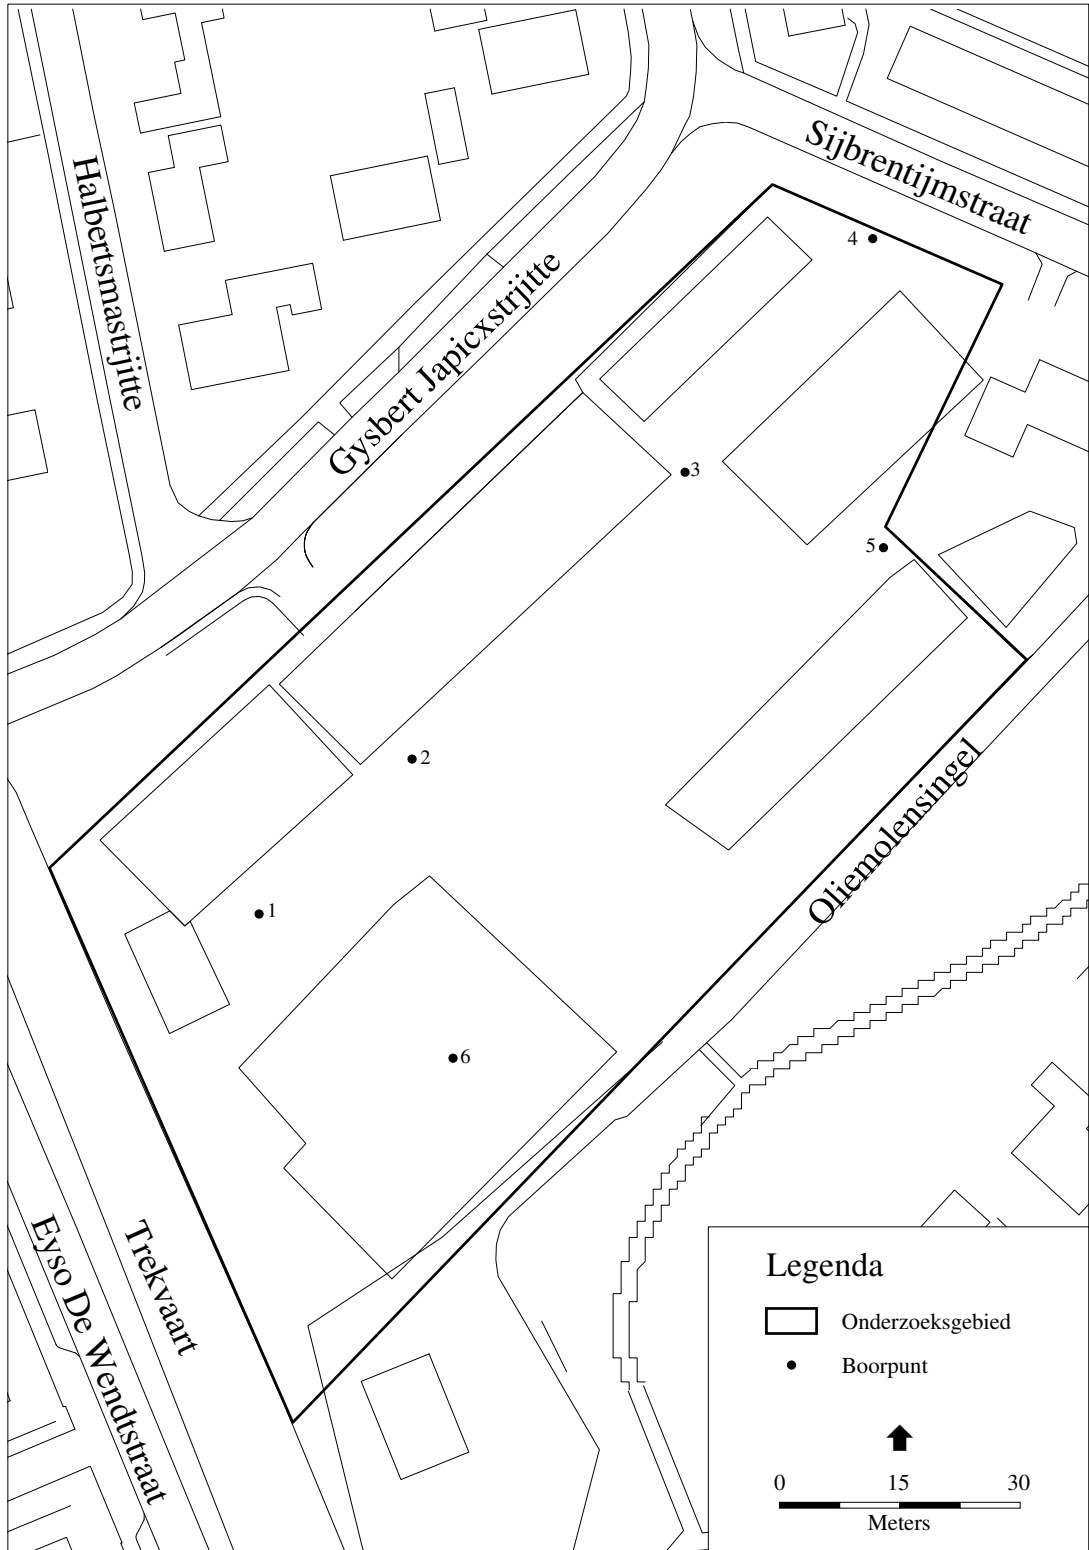 Sijbrentijmstraat
Halbertsmastrjitte
Gysbert Japicxstrjitte
4
3
5
2
Oliemolensingel
1
6
Eyso De Wendtstraat
Trekvaart
Legenda
Onderzoeksgebied
Boorpunt
0 15 30
Meters